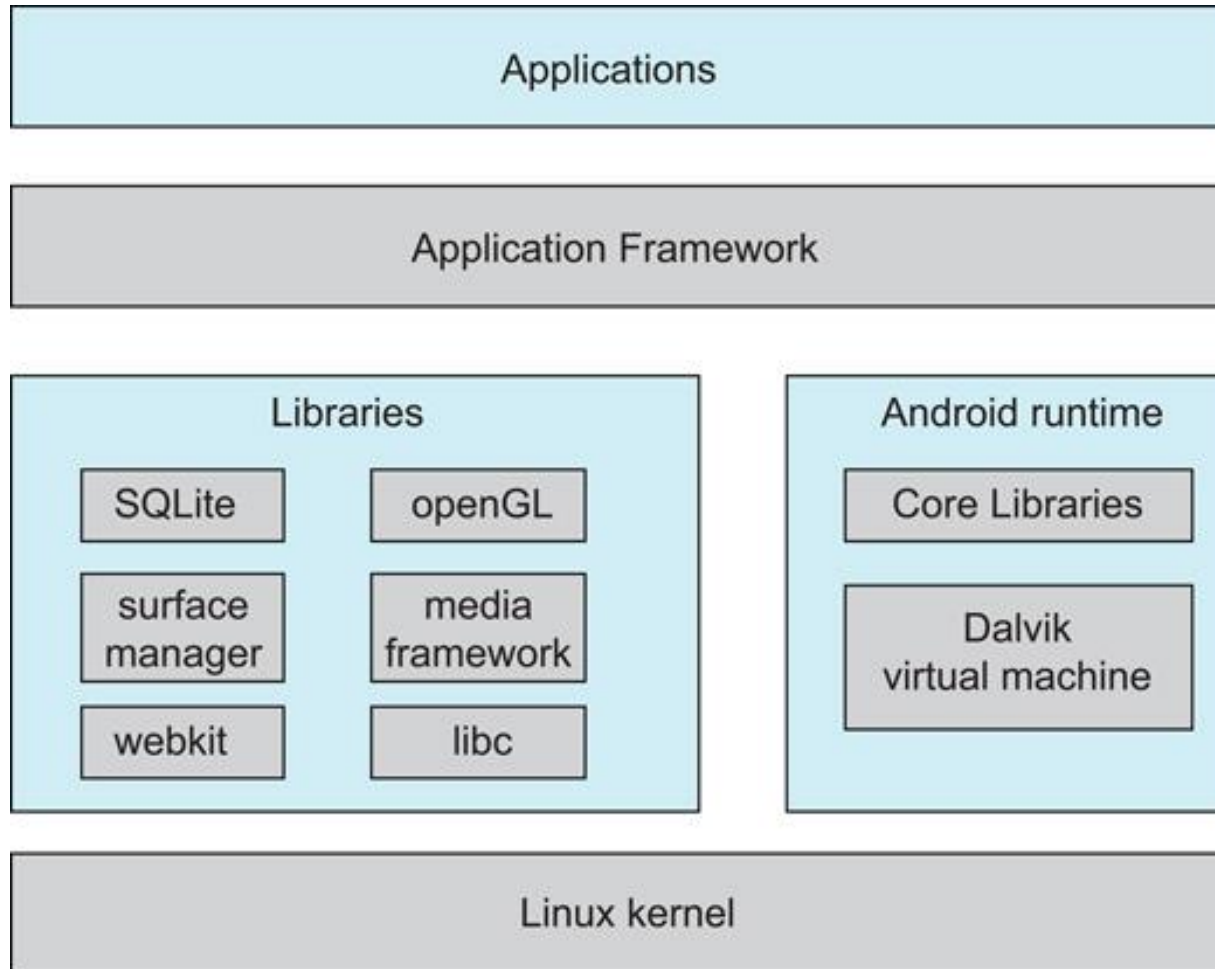 Applications
Application Framework
Libraries
SQLite
openGL
surface
manager
media
framework
webkit
libc
Android runtime
Core Libraries
Dalvik
virtual machine
Linux kernel